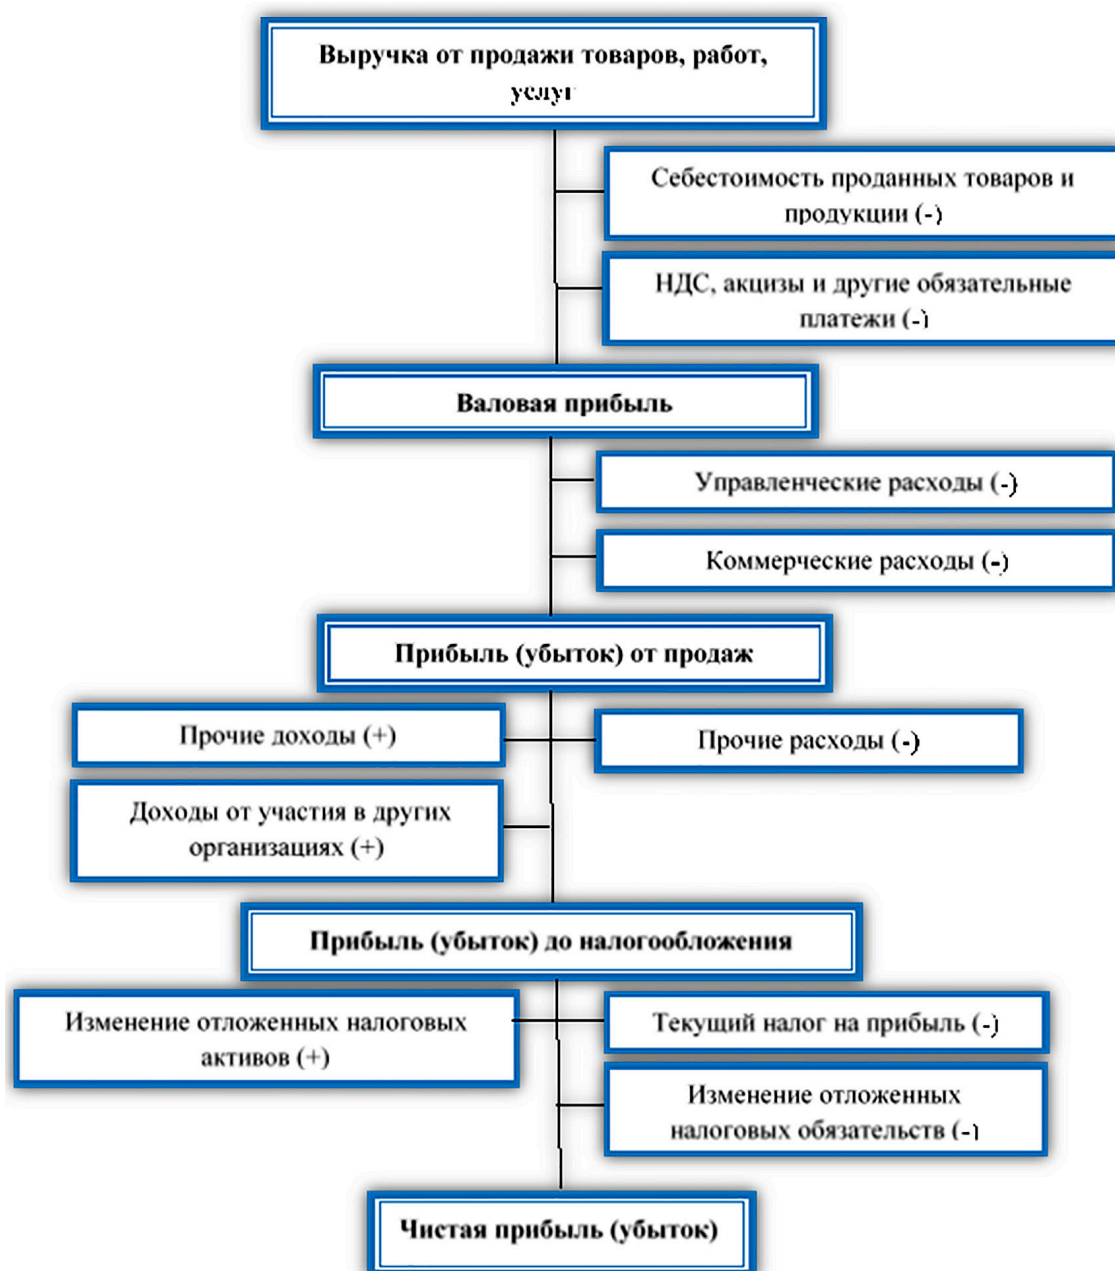 Выручка от продажи товаров, работ,
услуг
Себестоимость проданных товаров и
продукции (-)
НДС, акцизы и другие обязательные
платежи (-)
Валовая прибыль
Управленческие расходы (-)
Коммерческие расходы (-)
Прибыль (убыток) от продаж
Прочие доходы (+)
Прочие расходы (-)
Доходы от участия в других
организациях (+)
Прибыль (убыток) до налогообложения
Изменение отложенных налоговых
активов (+)
Текущий налог на прибыль (-)
Изменение отложенных
налоговых обязательств (-)
Чистая прибыль (убыток)